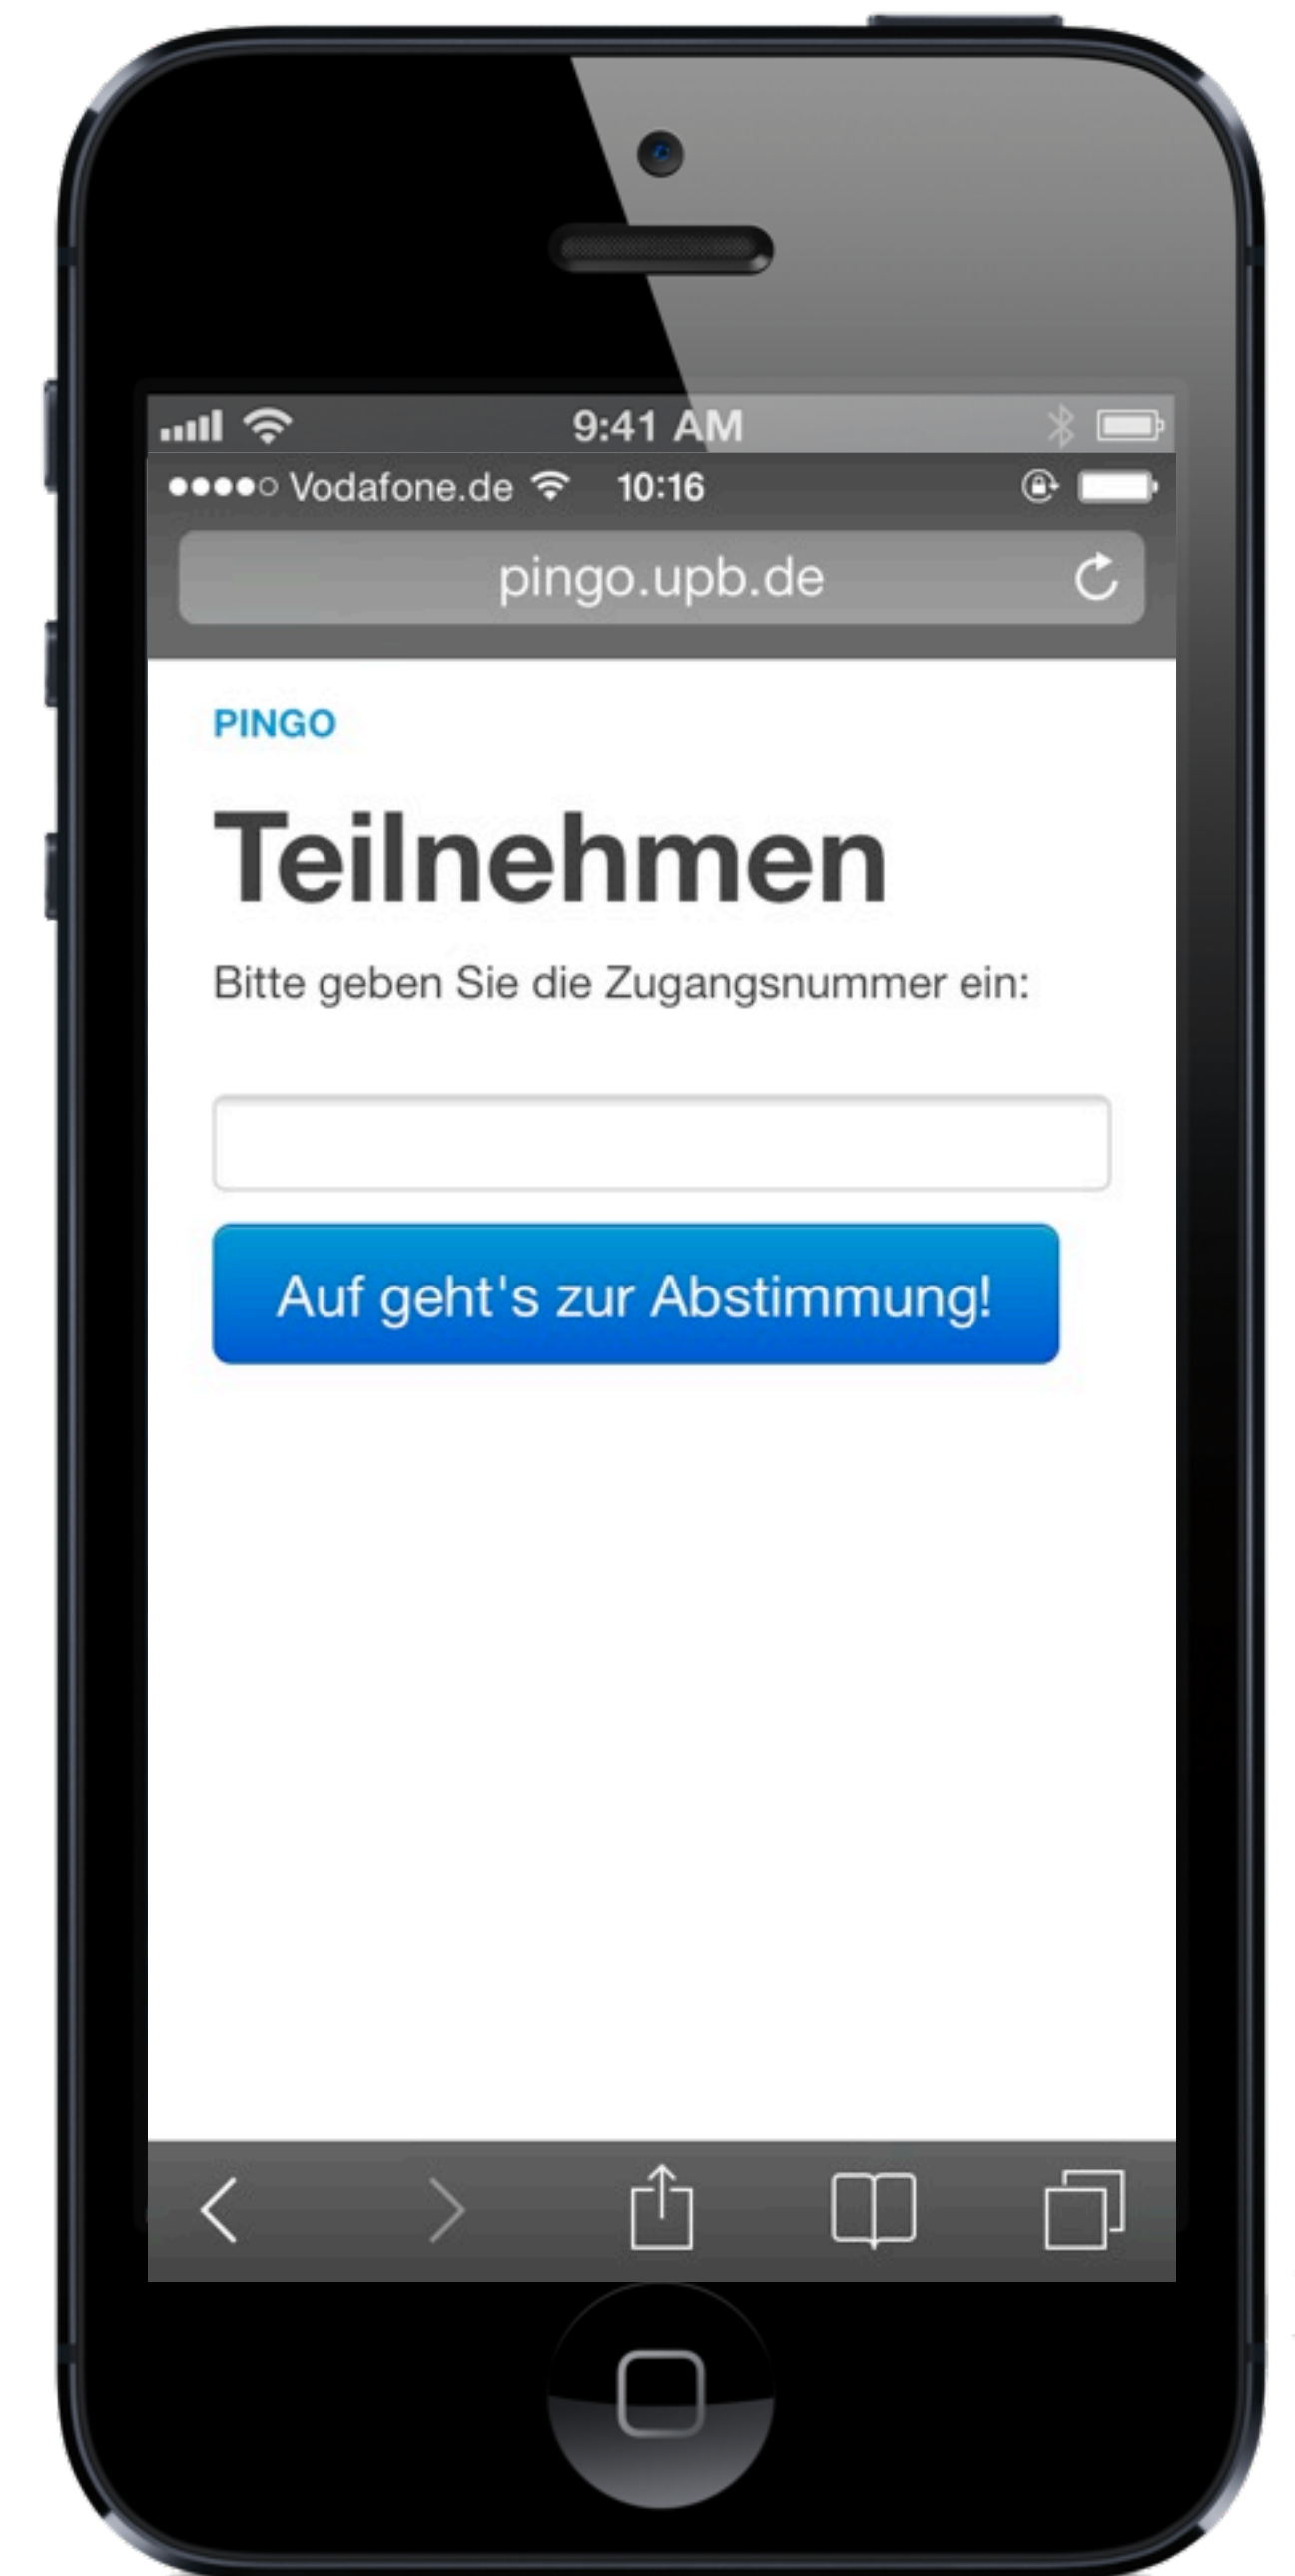 9:41 AM
Vodafone.de 10:16
pingo.upb.de
PINGO
Teilnehmen
Bitte geben Sie die Zugangsnummer ein:
Auf geht's zur Abstimmung!